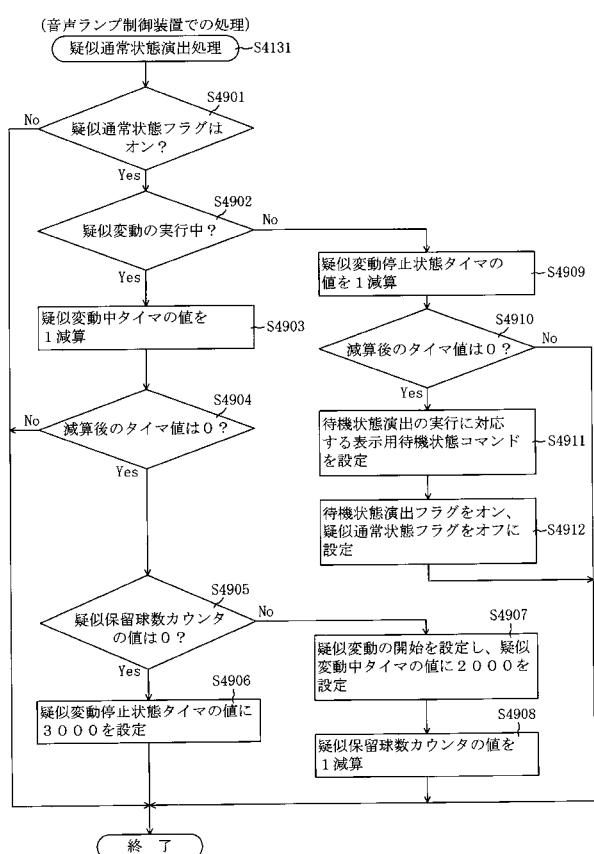 (音声ランプ制御装置での処理)
疑似通常状態演出処理
S4131
S4901
疑似通常状態フラグは
オン？
No
Yes
S4902
疑似変動の実行中？
No
Yes
疑似変動中タイマの値を
１減算
S4903
S4904
減算後のタイマ値は０？
No
Yes
S4905
疑似保留球数カウンタ
の値は０？
No
Yes
S4906
疑似変動停止状態タイマの値に
３０００を設定
疑似変動停止状態タイマの
値を１減算
S4909
S4910
減算後のタイマ値は０？
No
Yes
待機状態演出の実行に対応
する表示用待機状態コマンド
を設定
S4911
待機状態演出フラグをオン、
疑似通常状態フラグをオフに
設定
S4912
S4907
疑似変動の開始を設定し、疑似
変動中タイマの値に２０００を
設定
S4908
疑似保留球数カウンタの値を
１減算
終 了